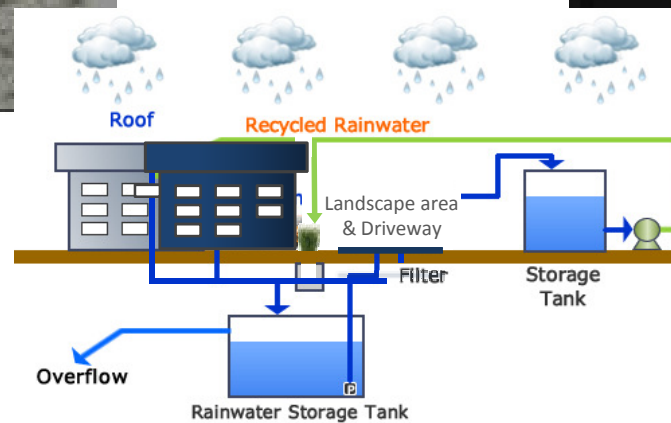 Roof
Recycled Rainwater
Landscape area
& Driveway
Filter
Storage
Tank
Overflow
P
Rainwater Storage Tank